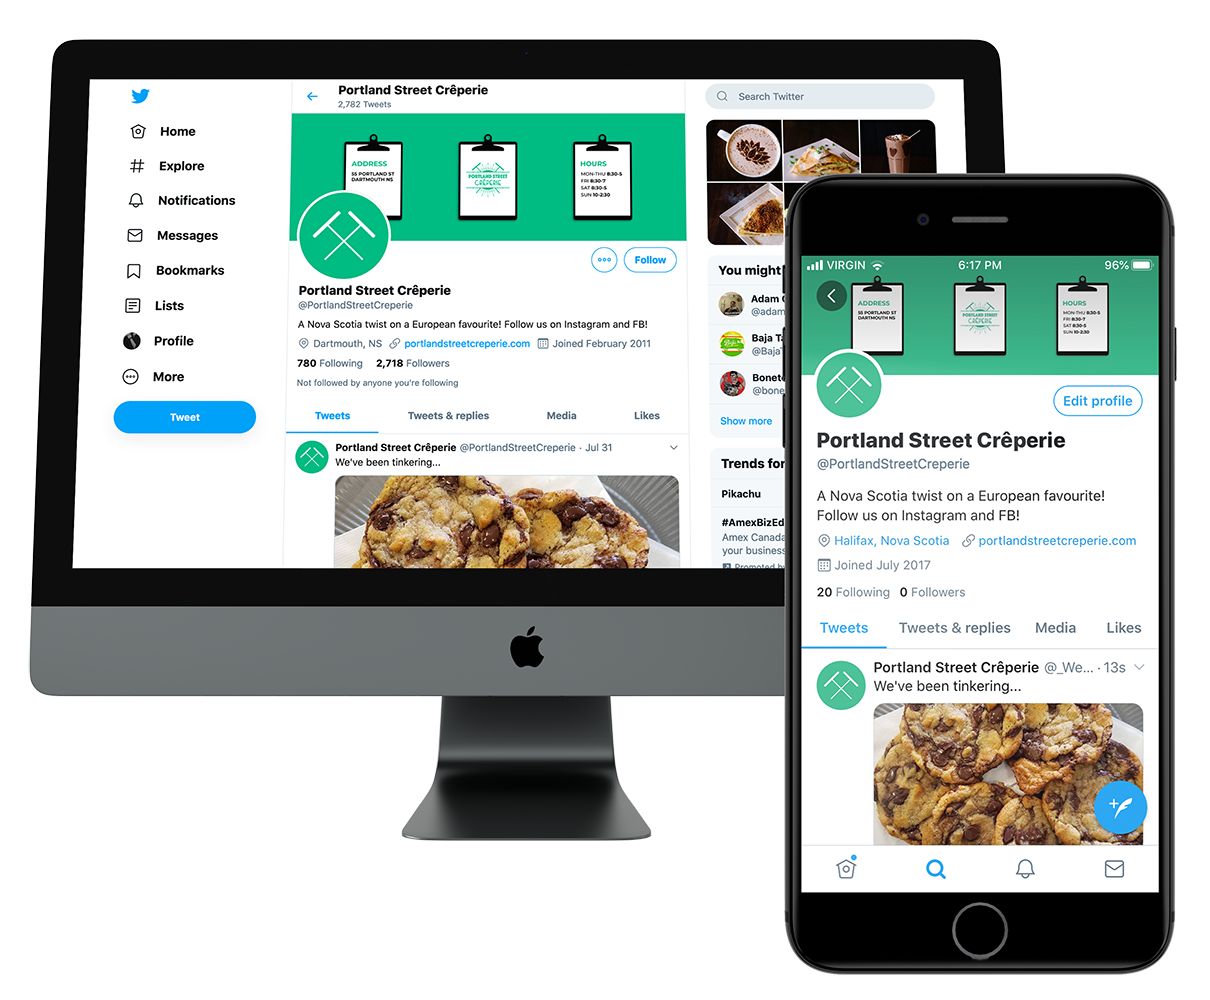 Portland Street Crêperie
2,782 Tweets
Search Twitter
Home
Explore
Notifications
Messages
Bookmarks
Lists
Profile
More
Tweet
ADDRESS
55 PORTLAND ST
DARTMOUTH NS
PORTLAND STREET
CRÊPERIE
HOURS
MON-THU 8:30-5
FRI 8:30-7
SAT 8:30-5
SUN 10-2:30
Follow
Portland Street Crêperie
@PortlandStreetCreperie
A Nova Scotia twist on a European favourite! Follow us on Instagram and FB!
Dartmouth, NS portlandstreetcreperie.com Joined February 2011
780 Following 2,718 Followers
Not followed by anyone you're following
Tweets Tweets & replies Media Likes
Portland Street Crêperie @PortlandStreetCreperie · Jul 31
We've been tinkering...
You might
Adam
@adam
Baja Ta
@BajaT
Bonet
@bone
Show more
Trends for
Pikachu
#AmexBizEd
Amex Canada
your business
Promoted by
VIRGIN 6:17 PM 96%
ADDRESS
55 PORTLAND ST
DARTMOUTH NS
PORTLAND STREET
CRÊPERIE
HOURS
MON-THU 8:30-5
FRI 8:30-7
SAT 8:30-5
SUN 10-2:30
Edit profile
Portland Street Crêperie
@PortlandStreetCreperie
A Nova Scotia twist on a European favourite!
Follow us on Instagram and FB!
Halifax, Nova Scotia portlandstreetcreperie.com
Joined July 2017
20 Following 0 Followers
Tweets Tweets & replies Media Likes
Portland Street Crêperie @_We... · 13s
We've been tinkering...